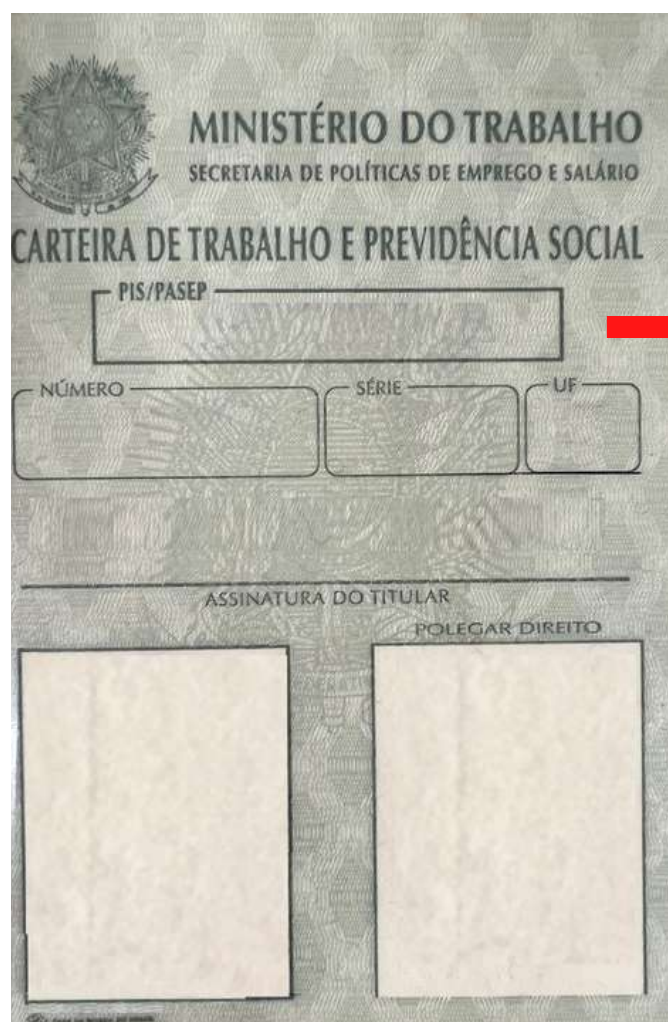 MINISTÉRIO DO TRABALHO
SECRETARIA DE POLÍTICAS DE EMPREGO E SALÁRIO
CARTEIRA DE TRABALHO E PREVIDÊNCIA SOCIAL
PIS/PASEP
NÚMERO SÉRIE UF
ASSINATURA DO TITULAR
POLEGAR DIREITO